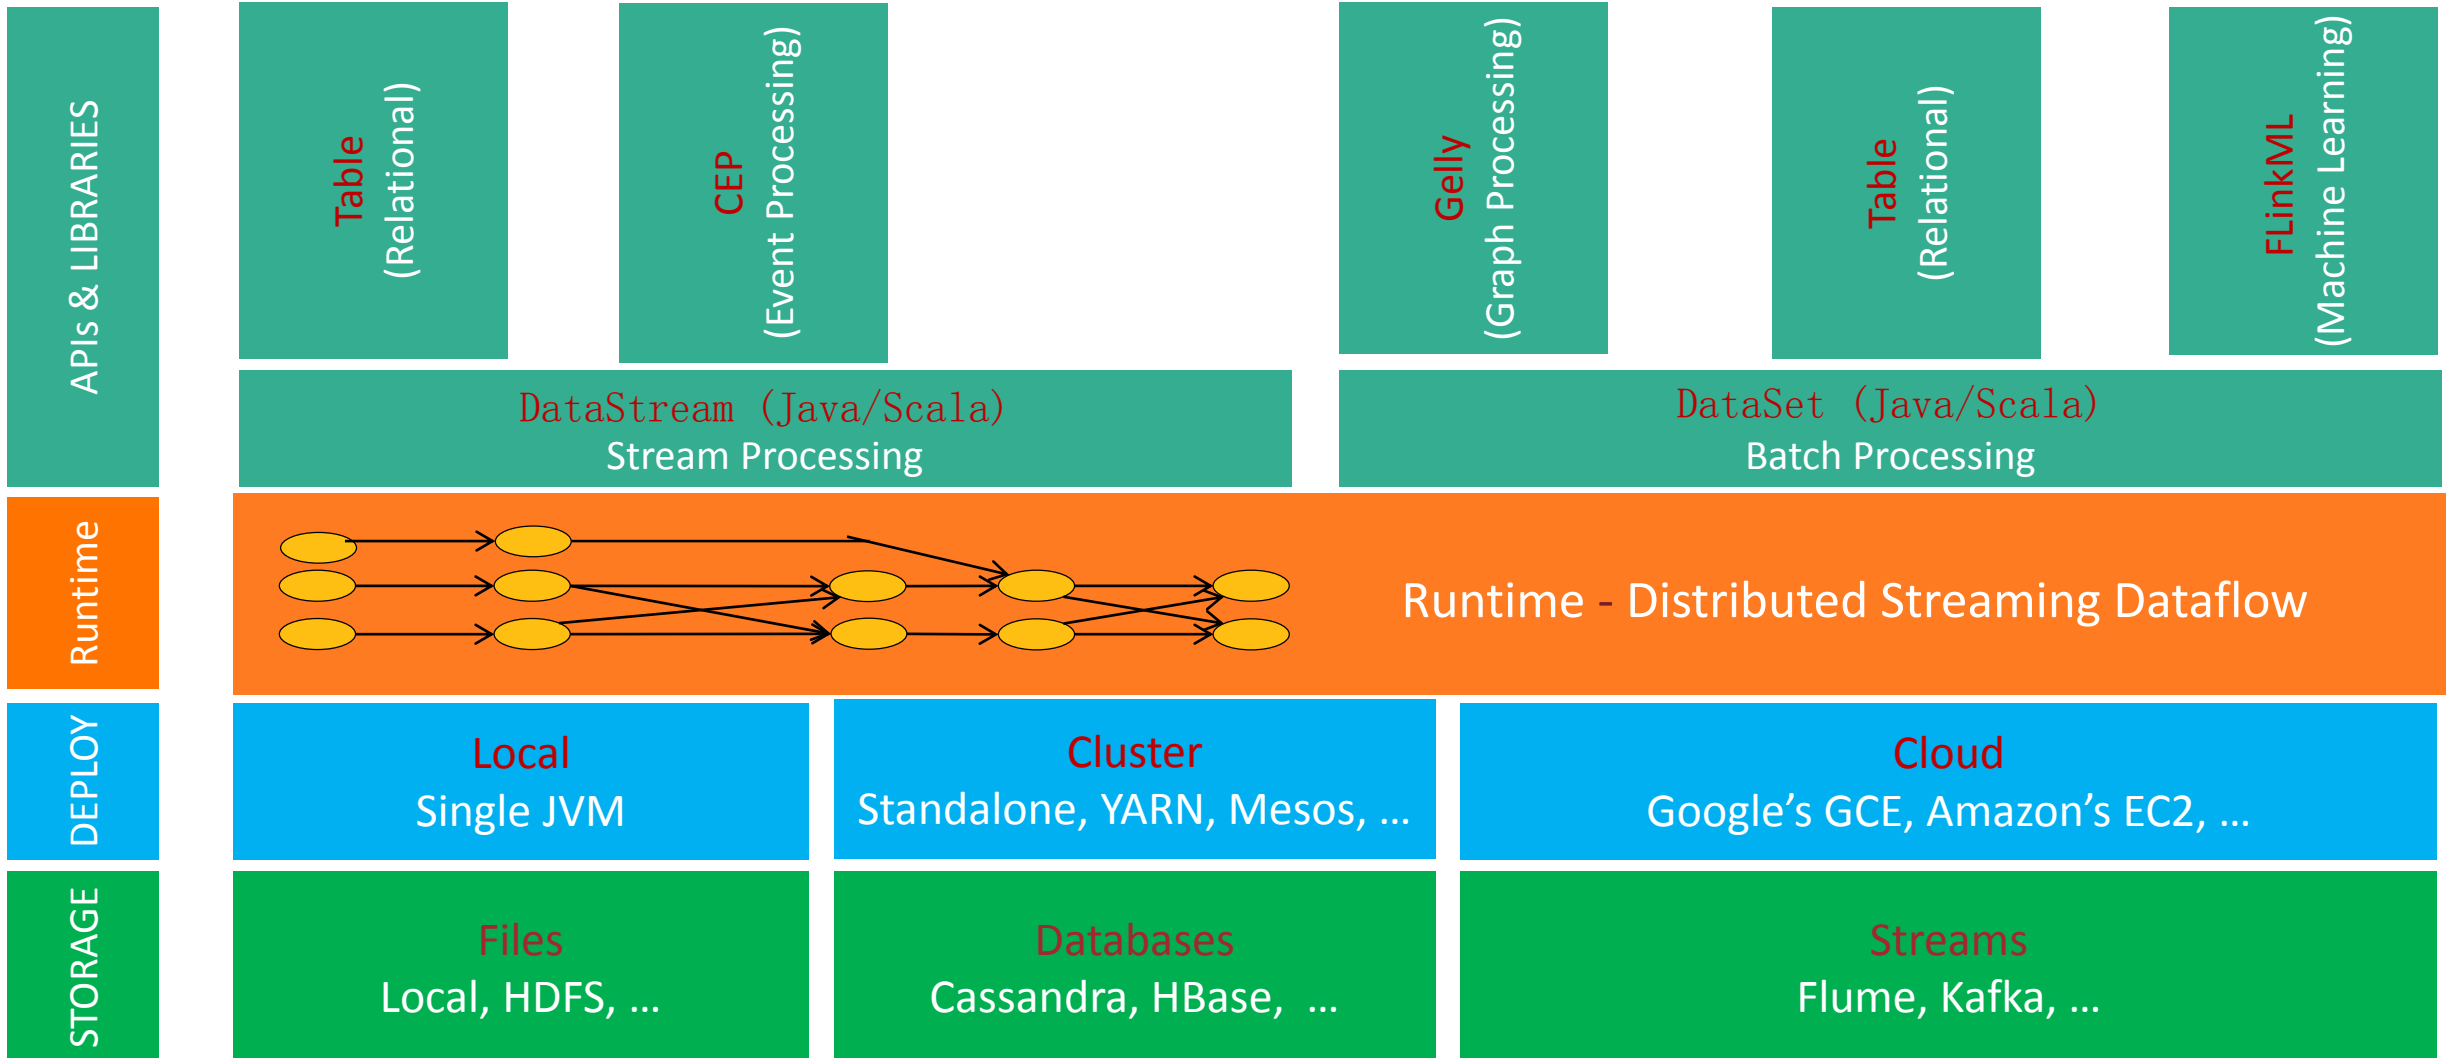 APIs & LIBRARIES
Table
(Relational)
CEP
(Event Processing)
Gelly
(Graph Processing)
Table
(Relational)
FLinkML
(Machine Learning)
DataStream (Java/Scala)
Stream Processing
DataSet (Java/Scala)
Batch Processing
Runtime
Runtime - Distributed Streaming Dataflow
DEPLOY
Local
Single JVM
Cluster
Standalone, YARN, Mesos, ...
Cloud
Google’s GCE, Amazon’s EC2, ...
STORAGE
Files
Local, HDFS, ...
Databases
Cassandra, HBase,  ...
Streams
Flume, Kafka, ...